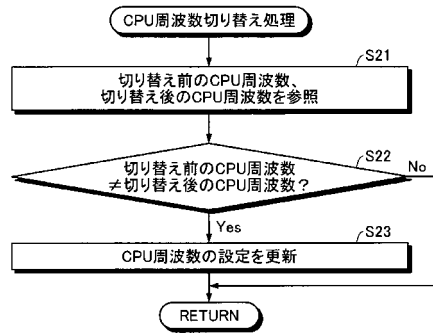 CPU周波数切り替え処理
S21
切り替え前のCPU周波数、
切り替え後のCPU周波数を参照
S22
切り替え前のCPU周波数
≠切り替え後のCPU周波数？
No
Yes
S23
CPU周波数の設定を更新
RETURN